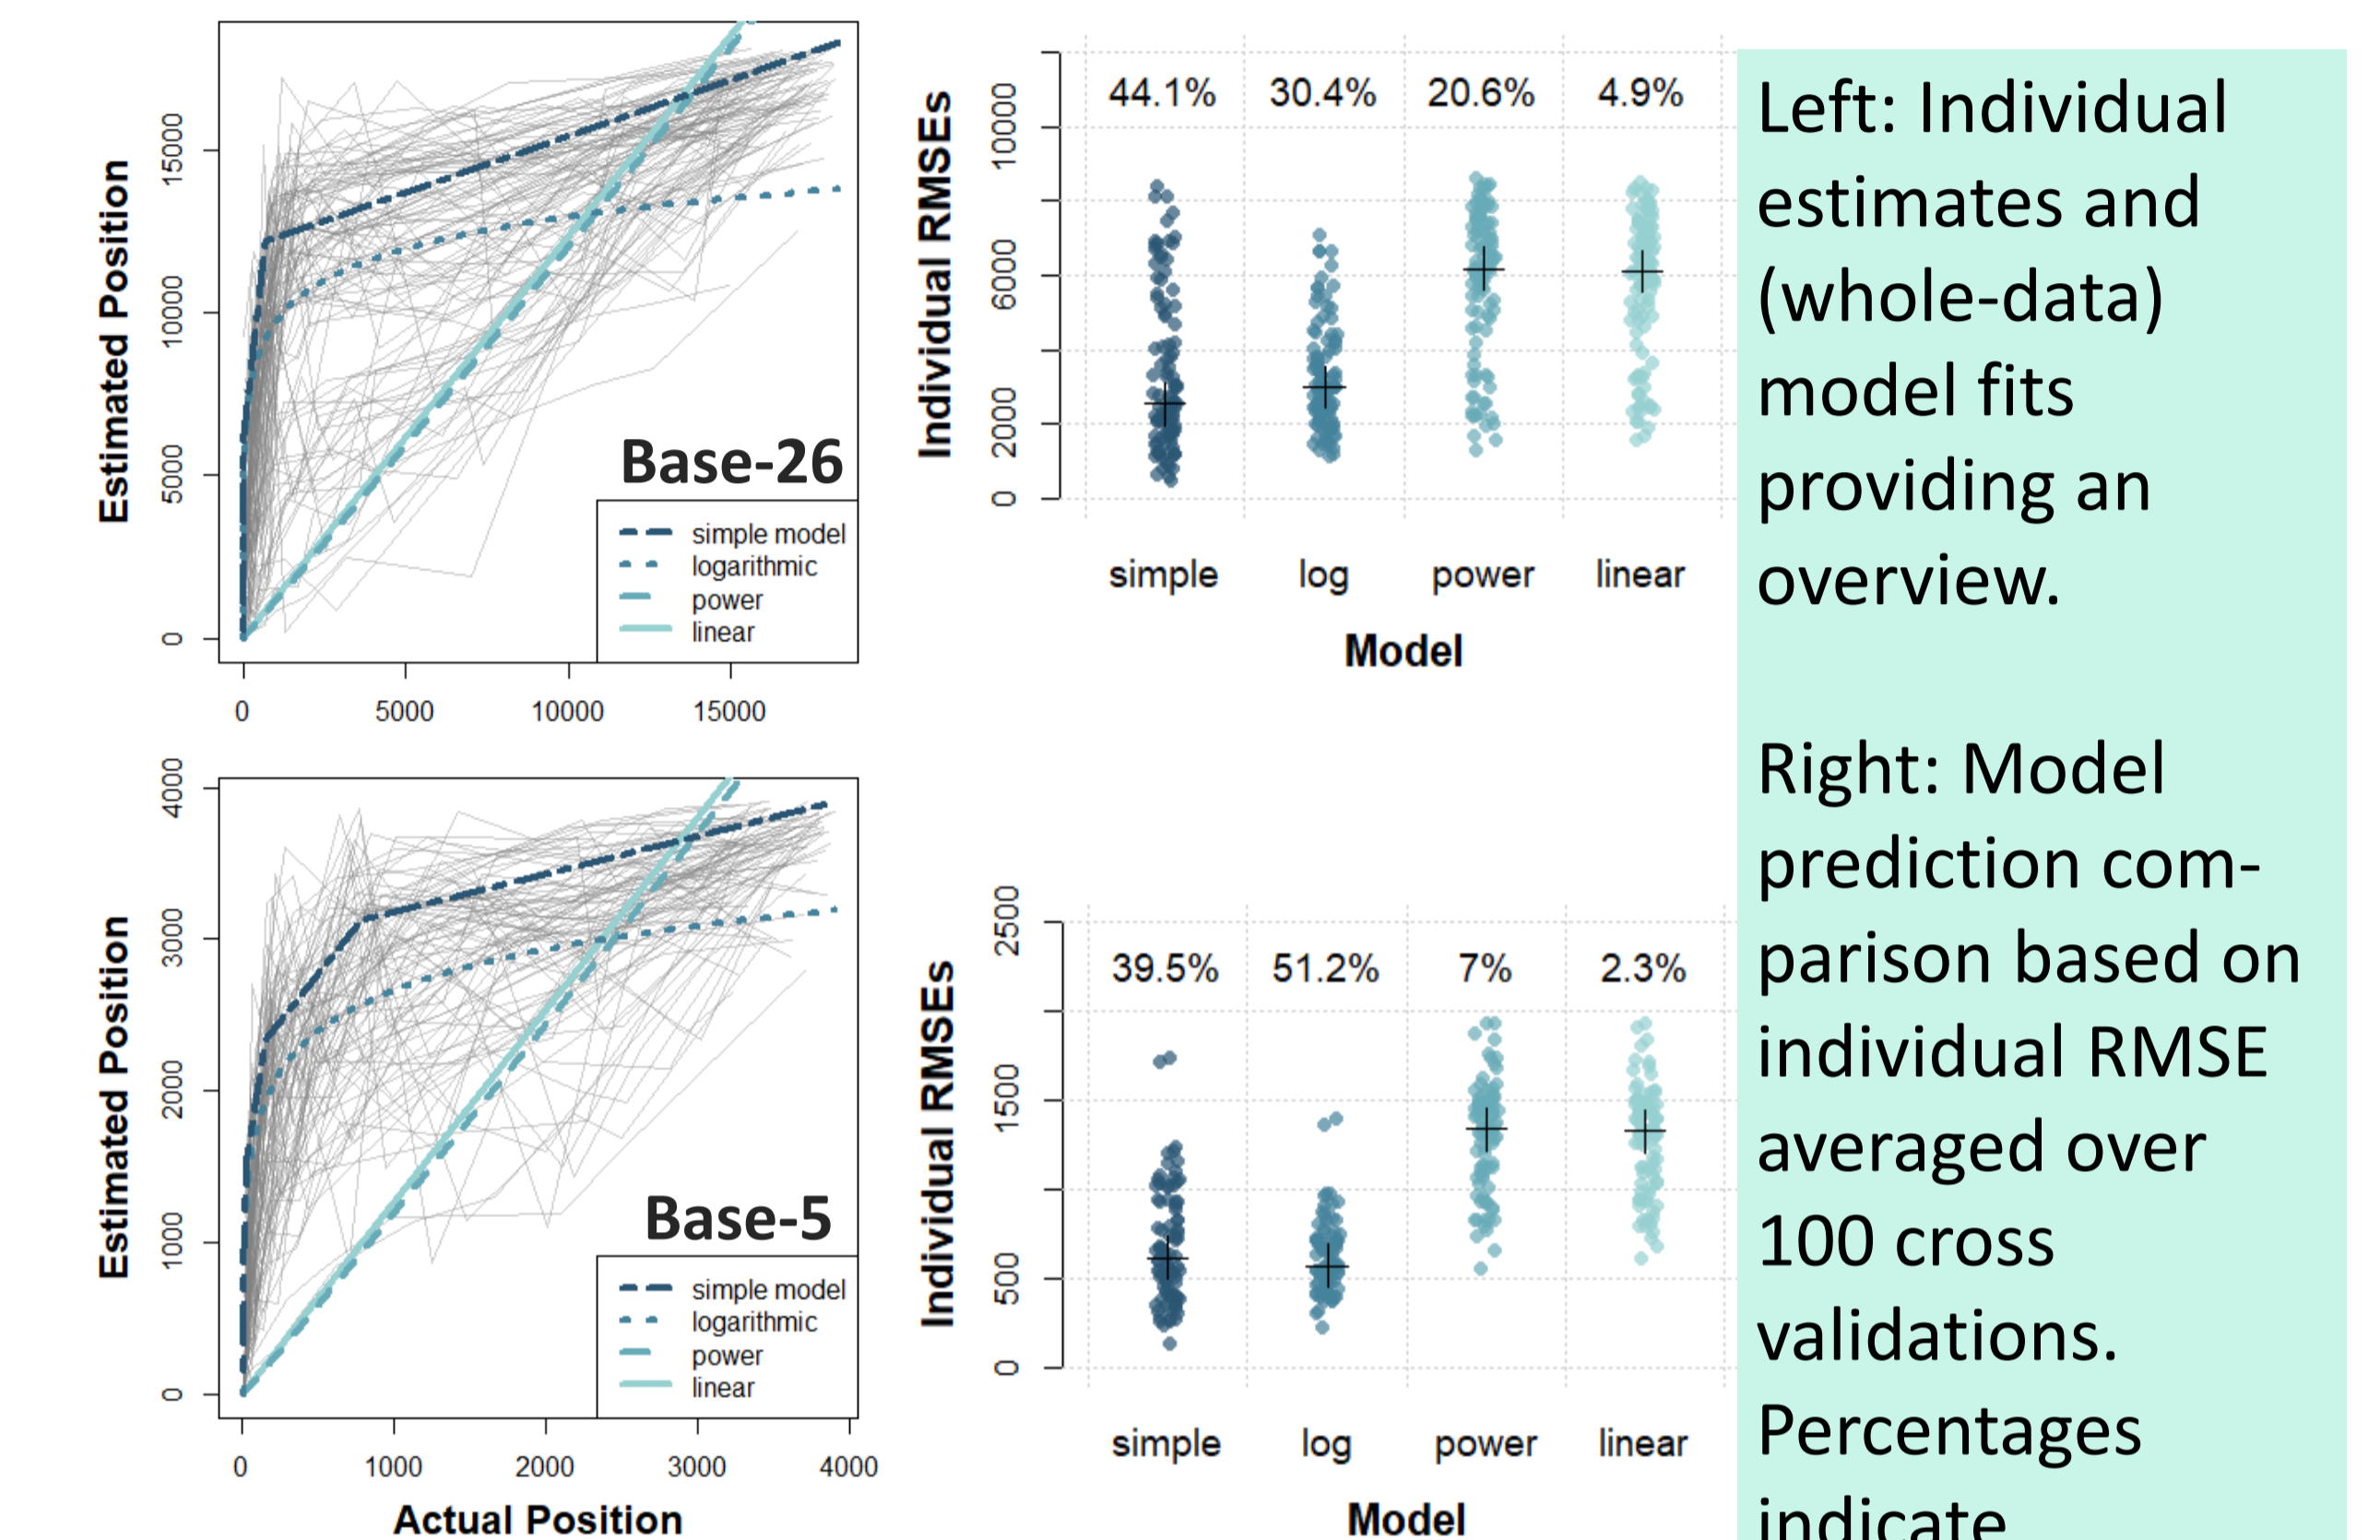 Estimated Position
15000
10000
5000
0
Base-26
simple model
logarithmic
power
linear
0 5000 10000 15000
Individual RMSEs
10000
6000
2000
0
44.1% 30.4% 20.6% 4.9%
simple log power linear
Model
Estimated Position
4000
3000
2000
1000
0
Base-5
simple model
logarithmic
power
linear
0 1000 2000 3000 4000
Actual Position
Individual RMSEs
2500
1500
500
0
39.5% 51.2% 7% 2.3%
simple log power linear
Model
Left: Individual
estimates and
(whole-data)
model fits
providing an
overview.
Right: Model
prediction com-
parison based on
individual RMSE
averaged over
100 cross
validations.
Percentages
indicate